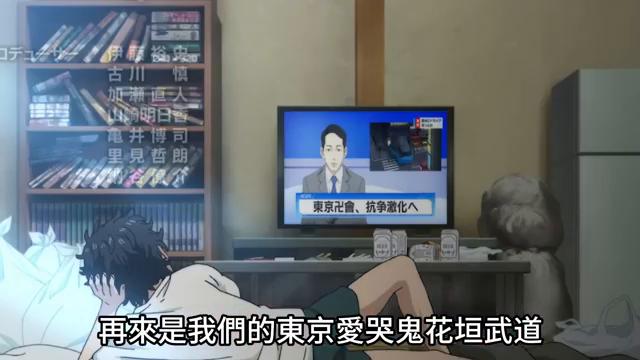 ロデューサー
伊藤裕史
古川 慎
加瀬直人
山﨑明日香
亀井博司
里見哲朗
東京卍會、抗争激化へ
再來是我們的東京愛哭鬼花垣武道